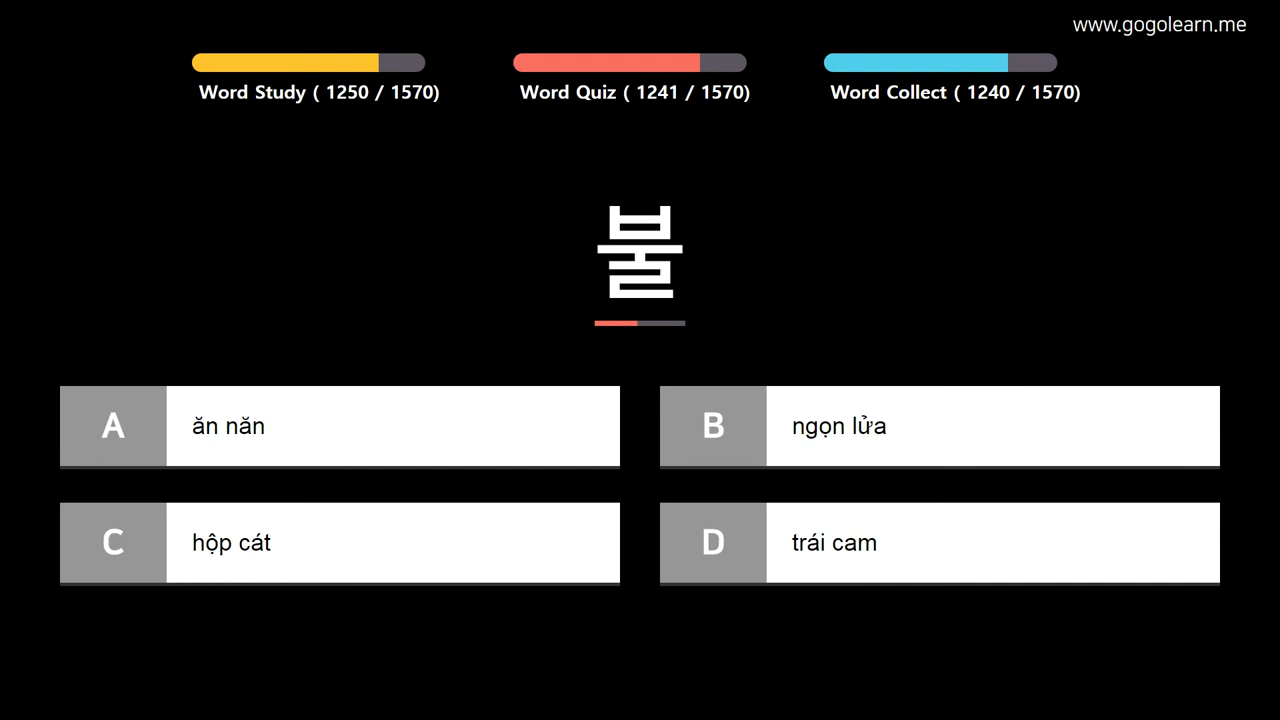 www.gogolearn.me
Word Study ( 1250 / 1570)
Word Quiz ( 1241 / 1570)
Word Collect ( 1240 / 1570)
불
A ăn năn
B ngọn lửa
C hộp cát
D trái cam